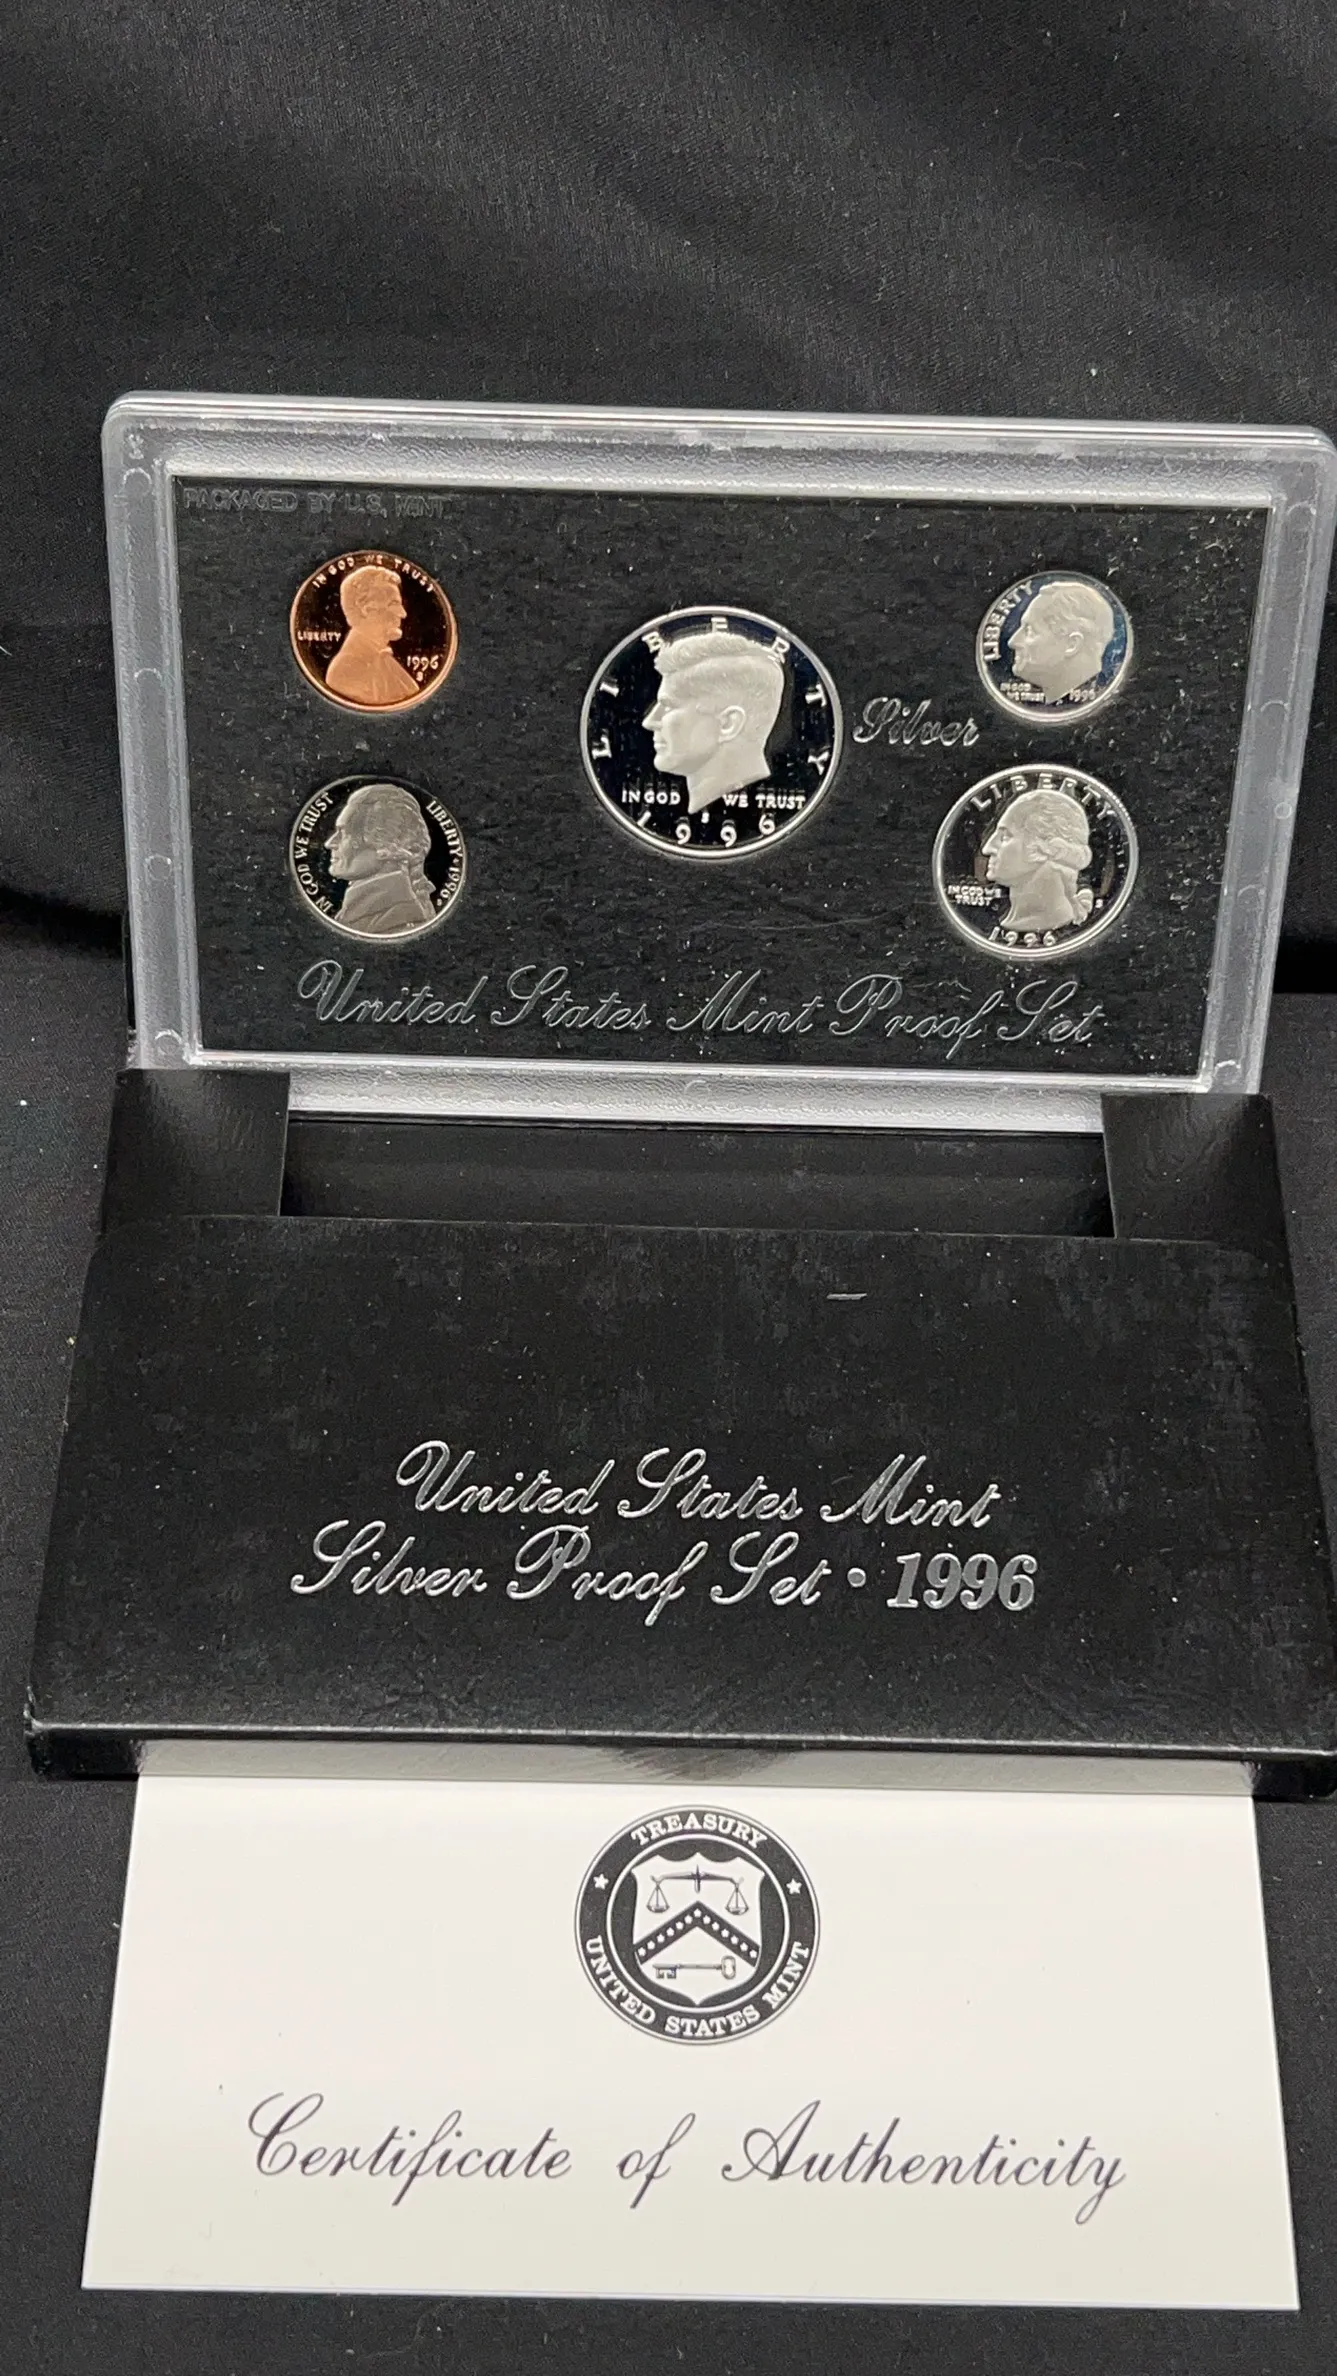 PACKAGED BY U.S. MINT
IN GOD WE TRUST
LIBERTY
1996
S
LIBERTY
IN GOD WE TRUST
1996
S
Silver
LIBERTY
IN GOD
WE TRUST
1996
IN GOD WE TRUST
LIBERTY · 1996
LIBERTY
IN GOD WE
TRUST
S
1996
United States Mint Proof Set
United States Mint
Silver Proof Set • 1996
TREASURY
UNITED STATES MINT
Certificate of Authenticity